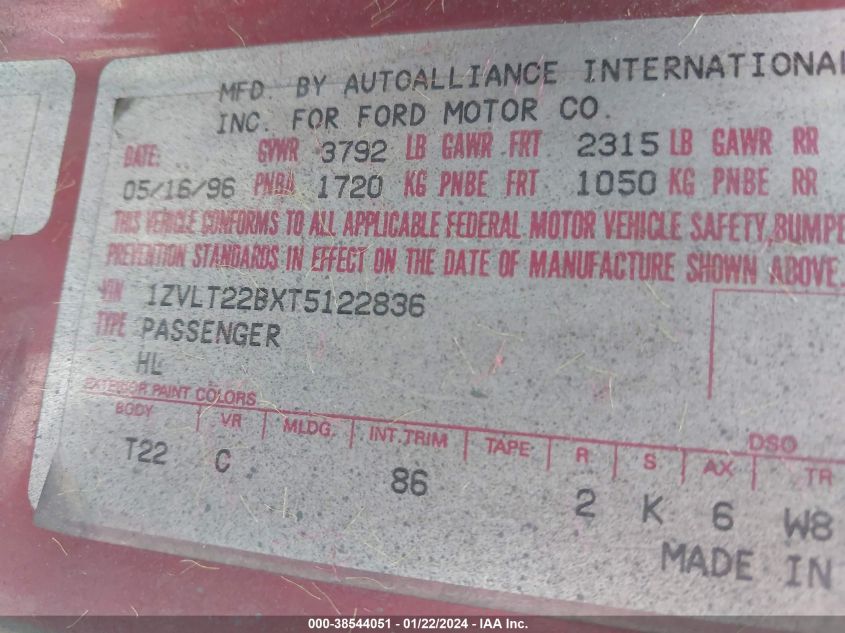 MFD. BY AUTOALLIANCE INTERNATIONAL
INC. FOR FORD MOTOR CO.
DATE: GVWR 3792 LB GAWR FRT 2315 LB GAWR RR
05/16/96 PNBA 1720 KG PNBE FRT 1050 KG PNBE RR
THIS VEHICLE CONFORMS TO ALL APPLICABLE FEDERAL MOTOR VEHICLE SAFETY, BUMPE
PREVENTION STANDARDS IN EFFECT ON THE DATE OF MANUFACTURE SHOWN ABOVE.
VIN 1ZVLT22BXT5122836
TYPE PASSENGER
HL
EXTERIOR PAINT COLORS DSO
BODY VR MLDG. INT. TRIM TAPE R S AX TR
T22 C 86 2 K 6 W8
MADE IN
000-38544051 - 01/22/2024 - IAA Inc.